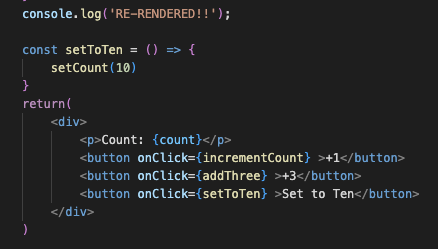 console.log('RE-RENDERED!!');
const setToTen = () => {
setCount(10)
}
return(
<div>
<p>Count: {count}</p>
<button onClick={incrementCount} >+1</button>
<button onClick={addThree} >+3</button>
<button onClick={setToTen} >Set to Ten</button>
</div>
)